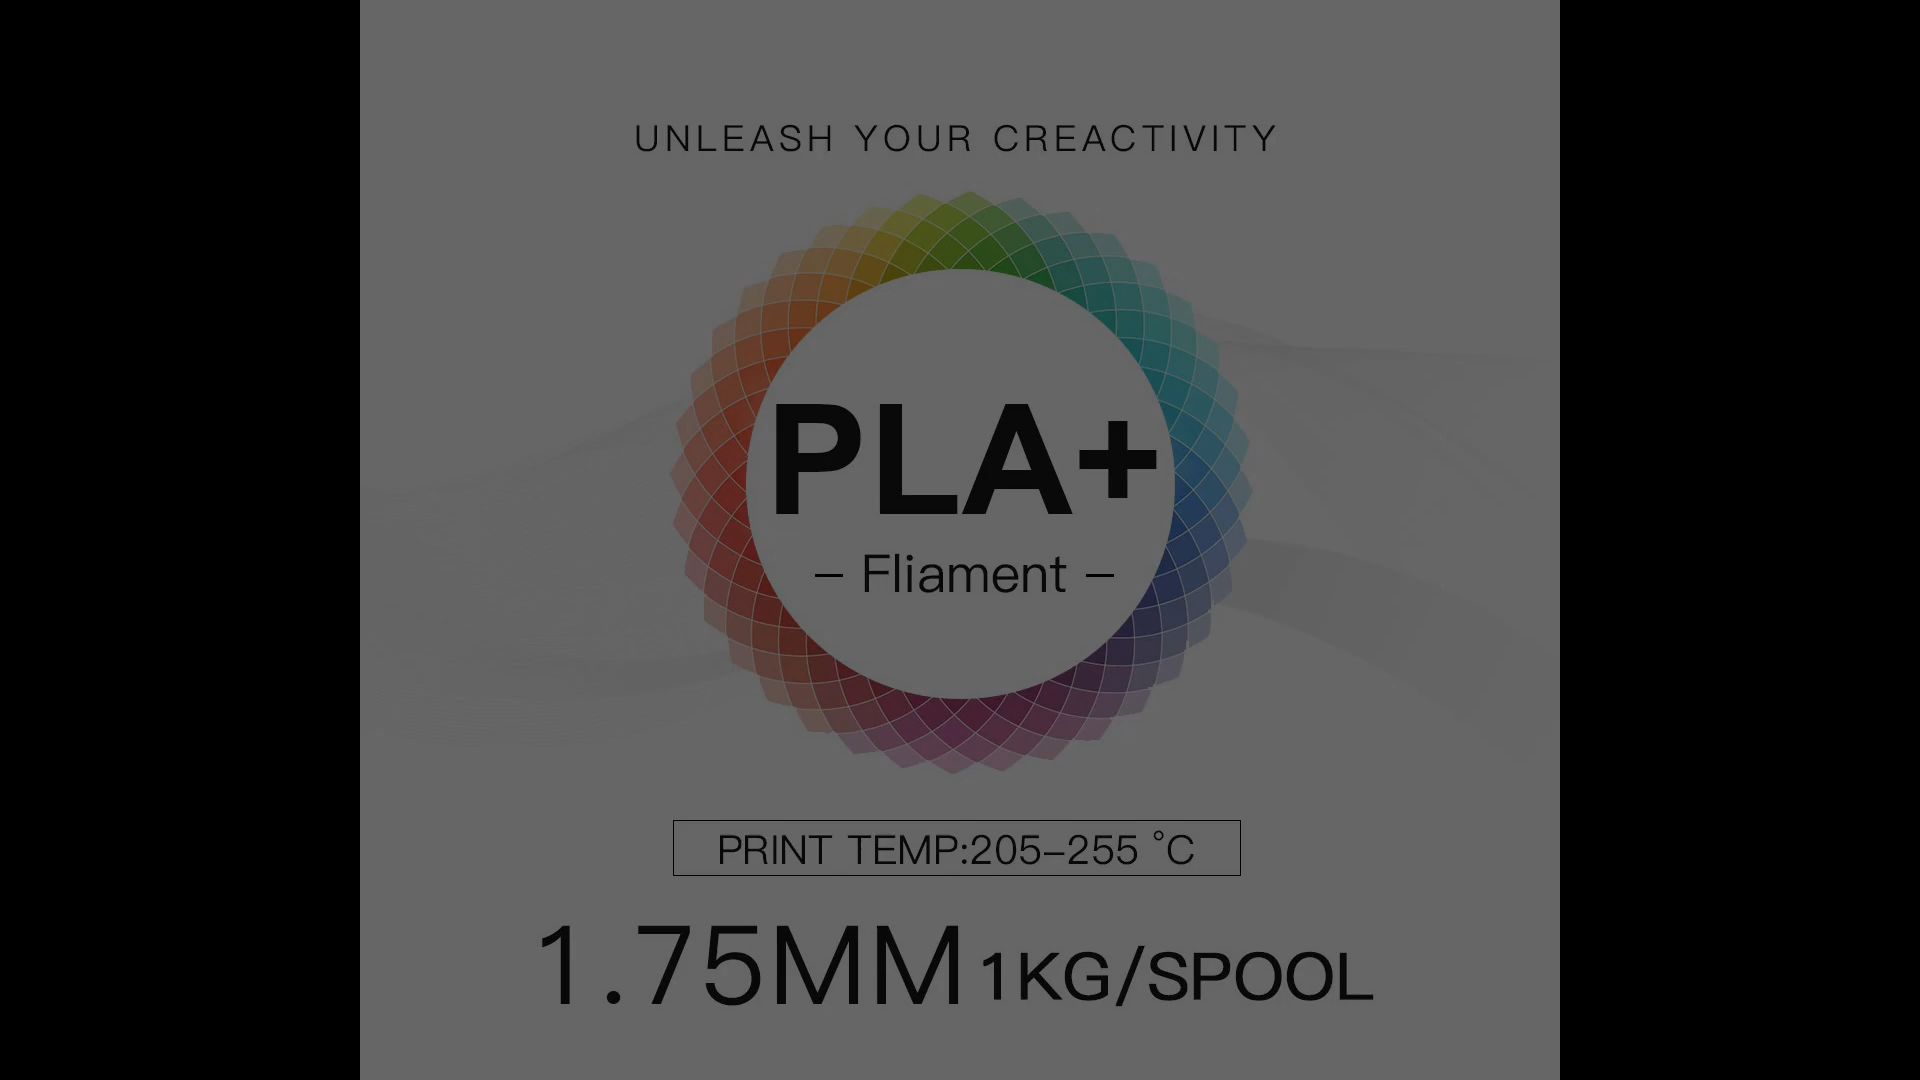 UNLEASH YOUR CREACTIVITY
PLA+
– Fliament –
PRINT TEMP:205–255 °C
1.75MM 1KG/SPOOL